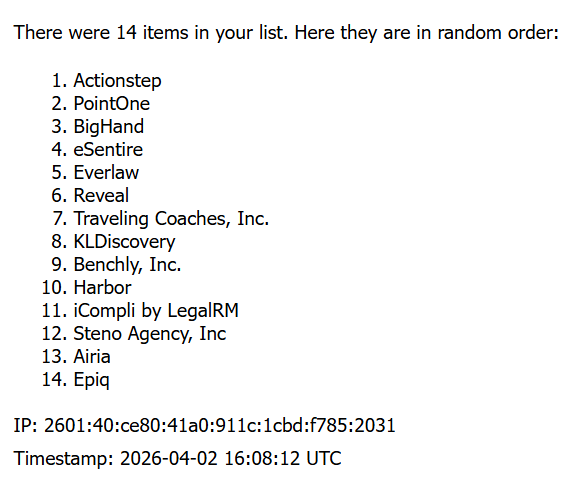 There were 14 items in your list. Here they are in random order:
1. Actionstep
2. PointOne
3. BigHand
4. eSentire
5. Everlaw
6. Reveal
7. Traveling Coaches, Inc.
8. KLDiscovery
9. Benchly, Inc.
10. Harbor
11. iCompli by LegalRM
12. Steno Agency, Inc
13. Airia
14. Epiq
IP: 2601:40:ce80:41a0:911c:1cbd:f785:2031
Timestamp: 2026-04-02 16:08:12 UTC